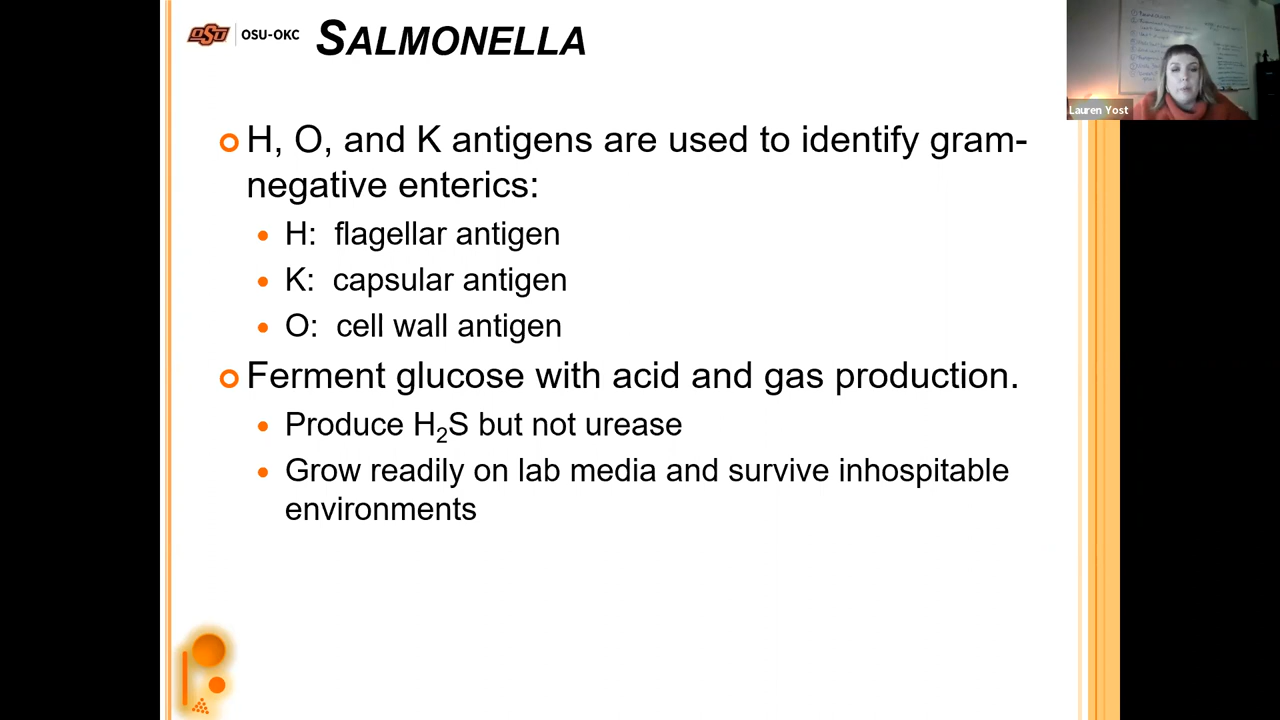 OSU OSU-OKC SALMONELLA
H, O, and K antigens are used to identify gram-
negative enterics:
H: flagellar antigen
K: capsular antigen
O: cell wall antigen
Ferment glucose with acid and gas production.
Produce H₂S but not urease
Grow readily on lab media and survive inhospitable
environments
Lauren Yost